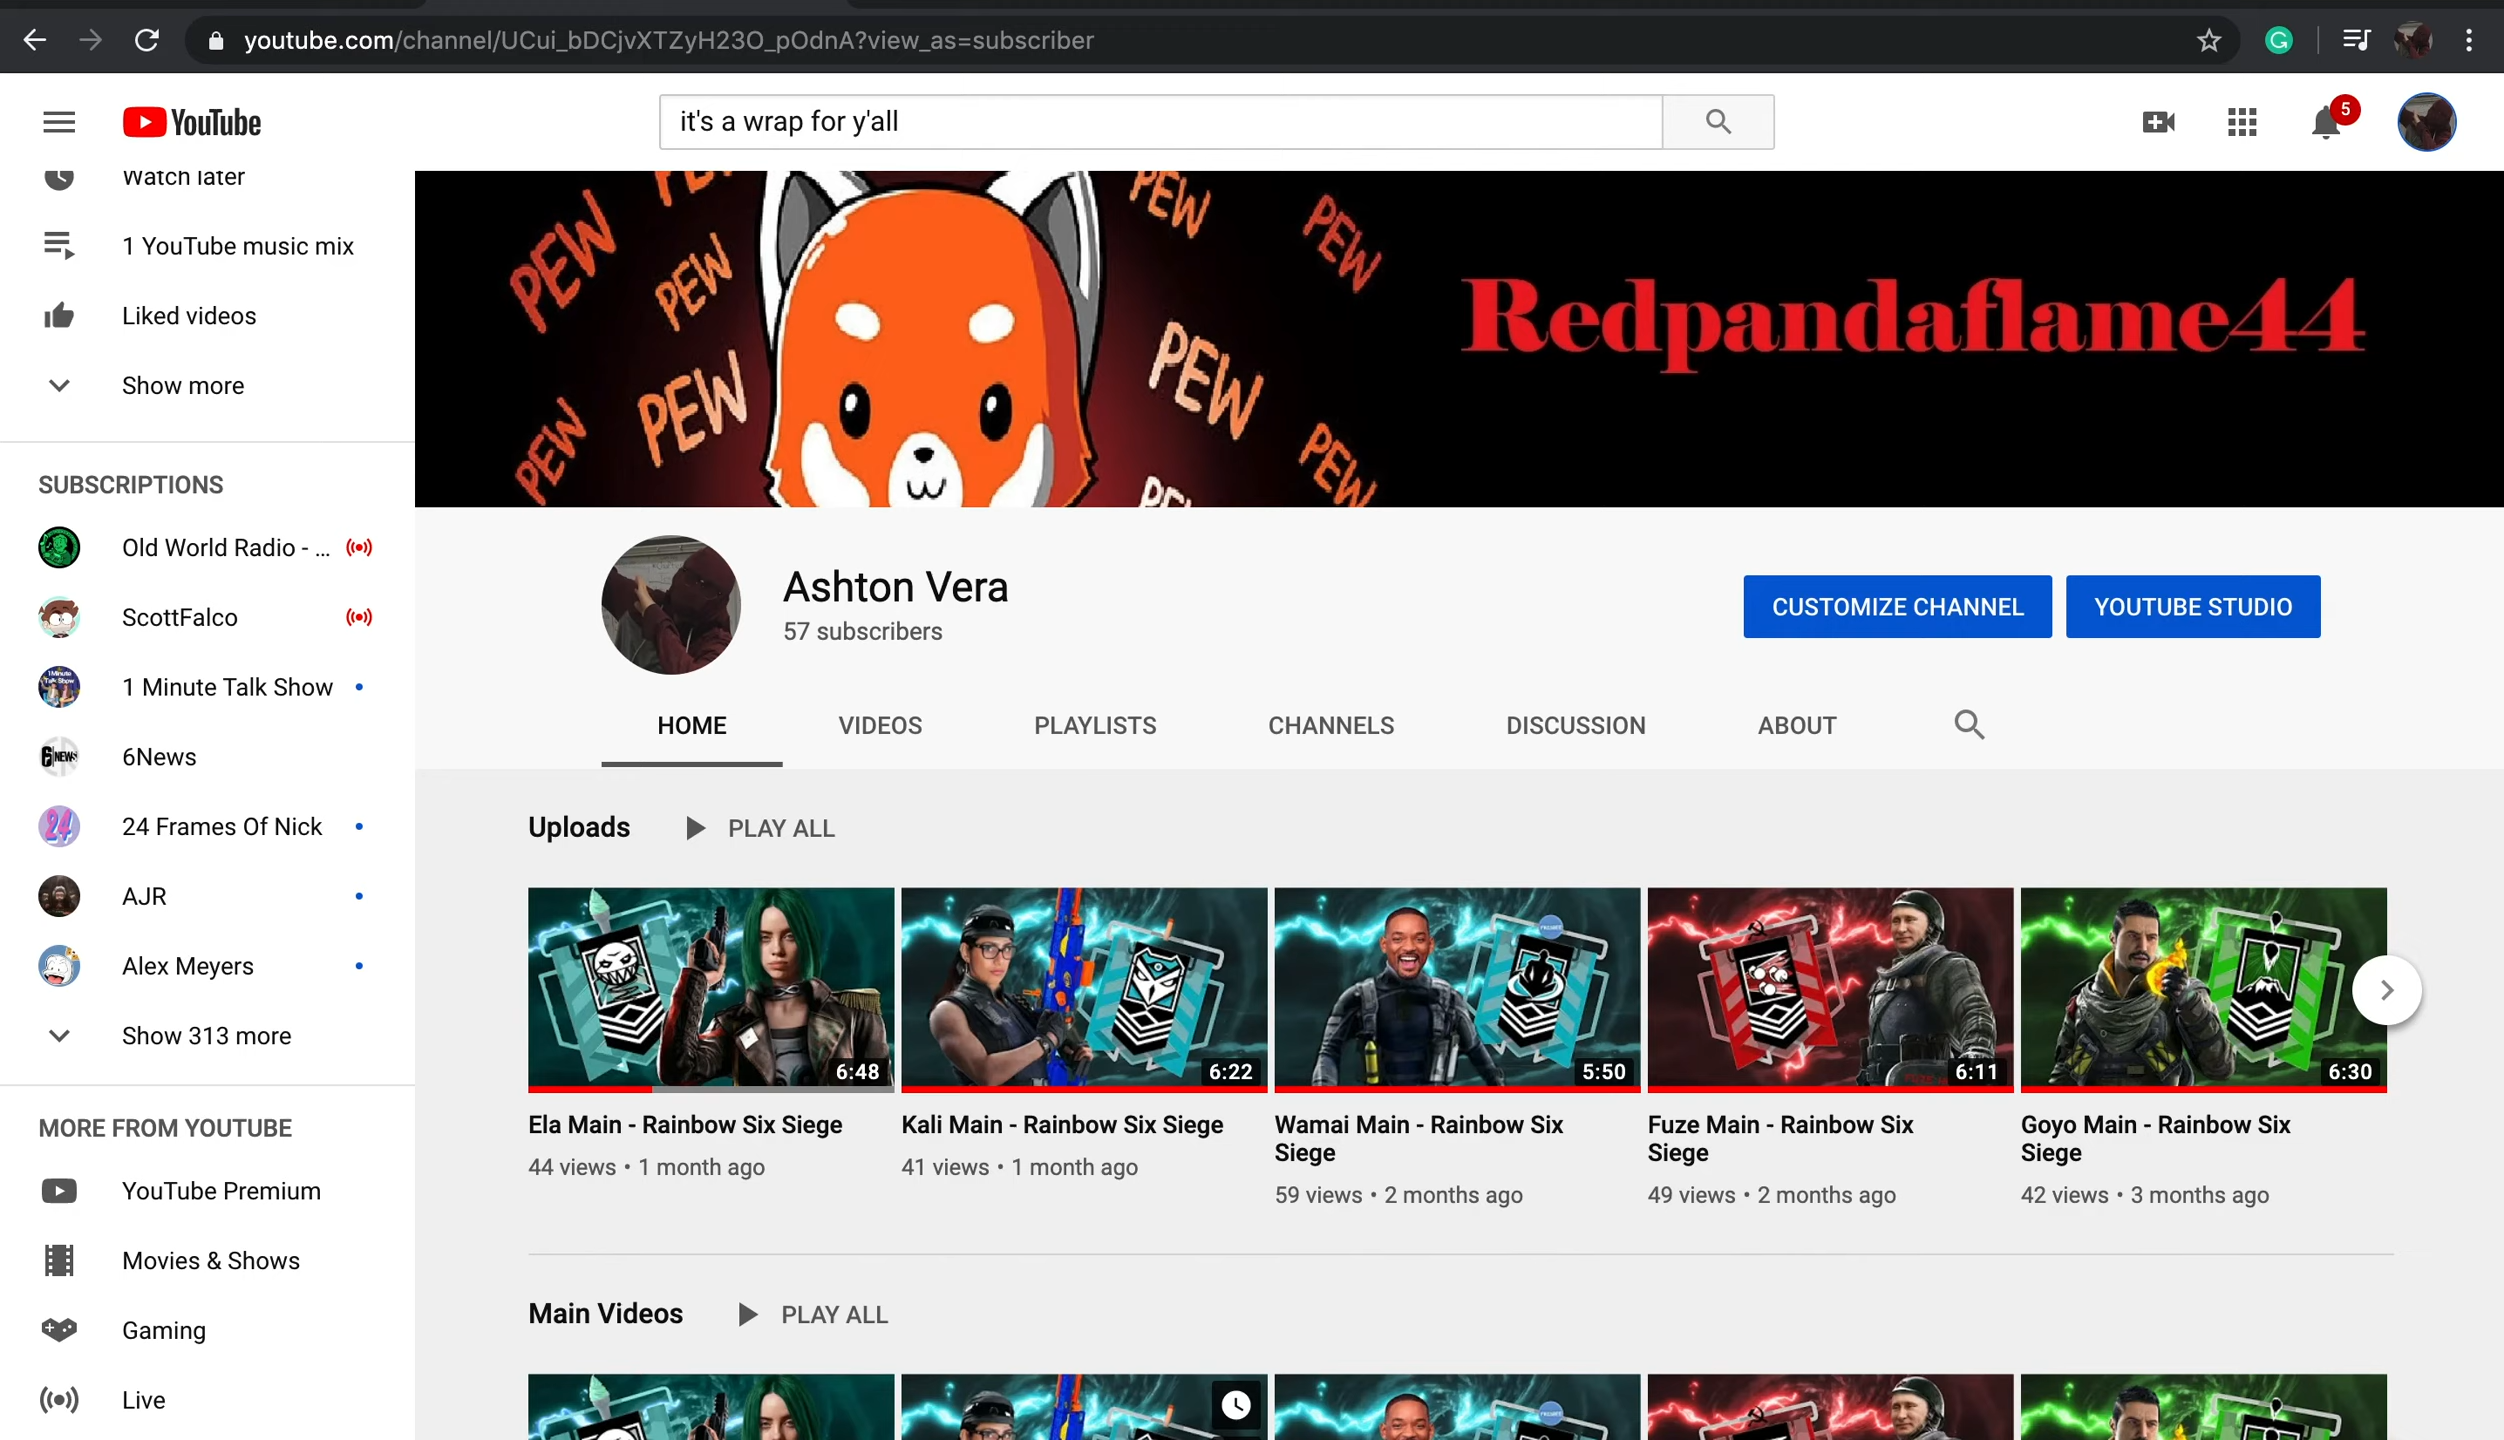 youtube.com/channel/UCui_bDCjvXTZyH23O_pOdnA?view_as=subscriber
YouTube
it's a wrap for y'all
5
Watch later
1 YouTube music mix
Liked videos
Show more
SUBSCRIPTIONS
Old World Radio - ...
ScottFalco
1 Minute Talk Show
6 NEWS
6News
24
24 Frames Of Nick
AJR
Alex Meyers
Show 313 more
MORE FROM YOUTUBE
YouTube Premium
Movies & Shows
Gaming
Live
PEW
PEW
PEW
PEW
PEW
PEW
PEW
PEW
Redpandaflame44
Ashton Vera
57 subscribers
CUSTOMIZE CHANNEL
YOUTUBE STUDIO
HOME VIDEOS PLAYLISTS CHANNELS DISCUSSION ABOUT
Uploads PLAY ALL
6:48
6:22
5:50
6:11
6:30
Ela Main - Rainbow Six Siege
44 views • 1 month ago
Kali Main - Rainbow Six Siege
41 views • 1 month ago
Wamai Main - Rainbow Six
Siege
59 views • 2 months ago
Fuze Main - Rainbow Six
Siege
49 views • 2 months ago
Goyo Main - Rainbow Six
Siege
42 views • 3 months ago
Main Videos PLAY ALL